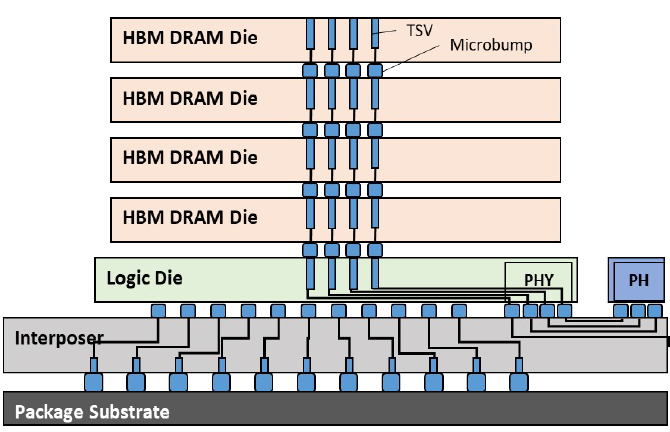 HBM DRAM Die
TSV
Microbump
HBM DRAM Die
HBM DRAM Die
HBM DRAM Die
Logic Die
PHY
PH
Interposer
Package Substrate